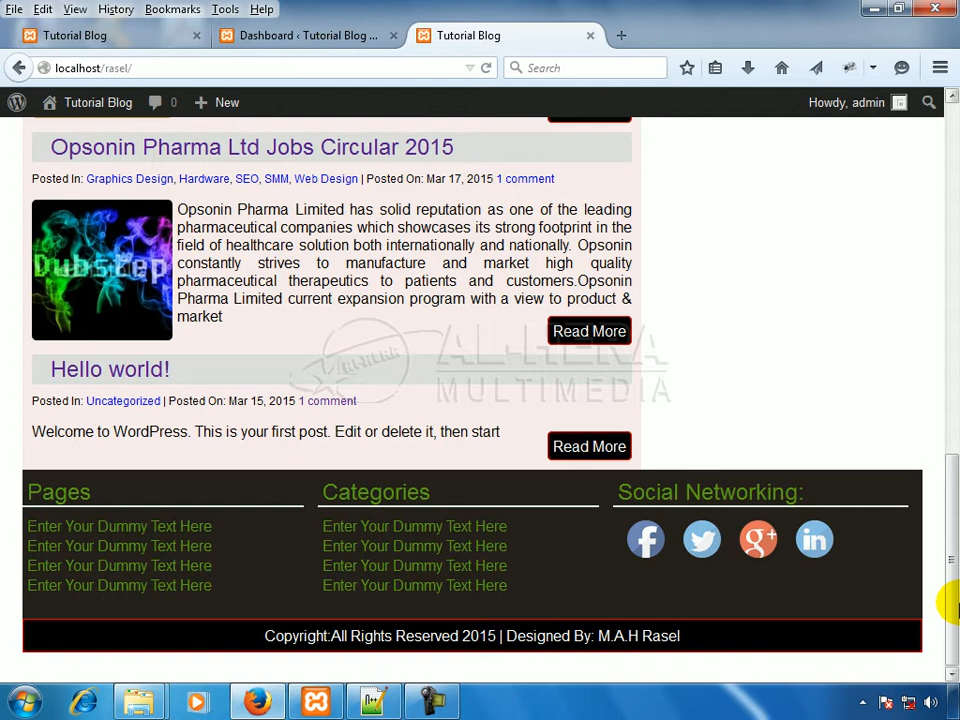 File Edit View History Bookmarks Tools Help
Tutorial Blog
Dashboard ‹ Tutorial Blog ...
Tutorial Blog
localhost/rasel/
Search
Tutorial Blog 0 New
Howdy, admin
Opsonin Pharma Ltd Jobs Circular 2015
Posted In: Graphics Design, Hardware, SEO, SMM, Web Design | Posted On: Mar 17, 2015 1 comment
Opsonin Pharma Limited has solid reputation as one of the leading
pharmaceutical companies which showcases its strong footprint in the
field of healthcare solution both internationally and nationally. Opsonin
constantly strives to manufacture and market high quality
pharmaceutical therapeutics to patients and customers.Opsonin
Pharma Limited current expansion program with a view to product &
market
Dubstep
Read More
AL-HERA
MULTIMEDIA
AL-HERA
Hello world!
Posted In: Uncategorized | Posted On: Mar 15, 2015 1 comment
Welcome to WordPress. This is your first post. Edit or delete it, then start
Read More
Pages
Enter Your Dummy Text Here
Enter Your Dummy Text Here
Enter Your Dummy Text Here
Enter Your Dummy Text Here
Categories
Enter Your Dummy Text Here
Enter Your Dummy Text Here
Enter Your Dummy Text Here
Enter Your Dummy Text Here
Social Networking:
f
g+
in
Copyright:All Rights Reserved 2015 | Designed By: M.A.H Rasel